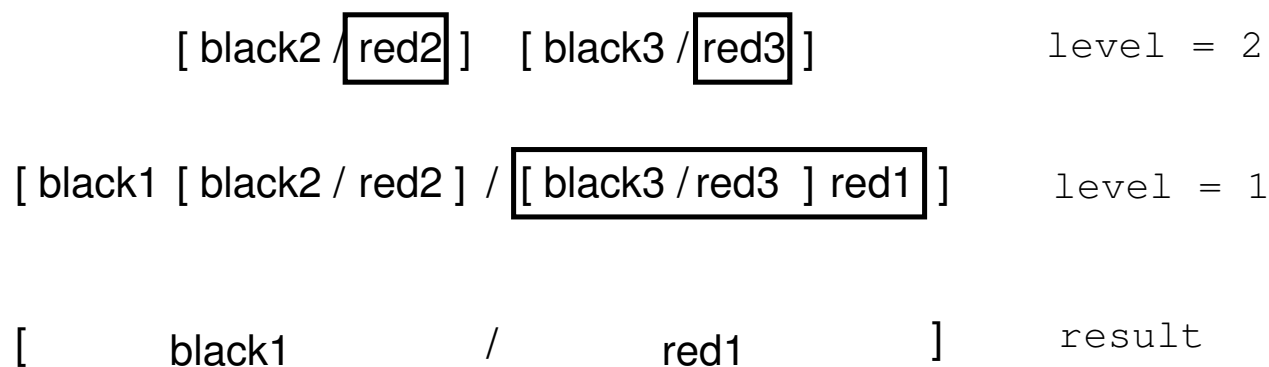 [ black2 / red2 ] [ black3 / red3 ] level = 2
[ black1 [ black2 / red2 ] / [ black3 / red3 ] red1 ] level = 1
[ black1 / red1 ] result